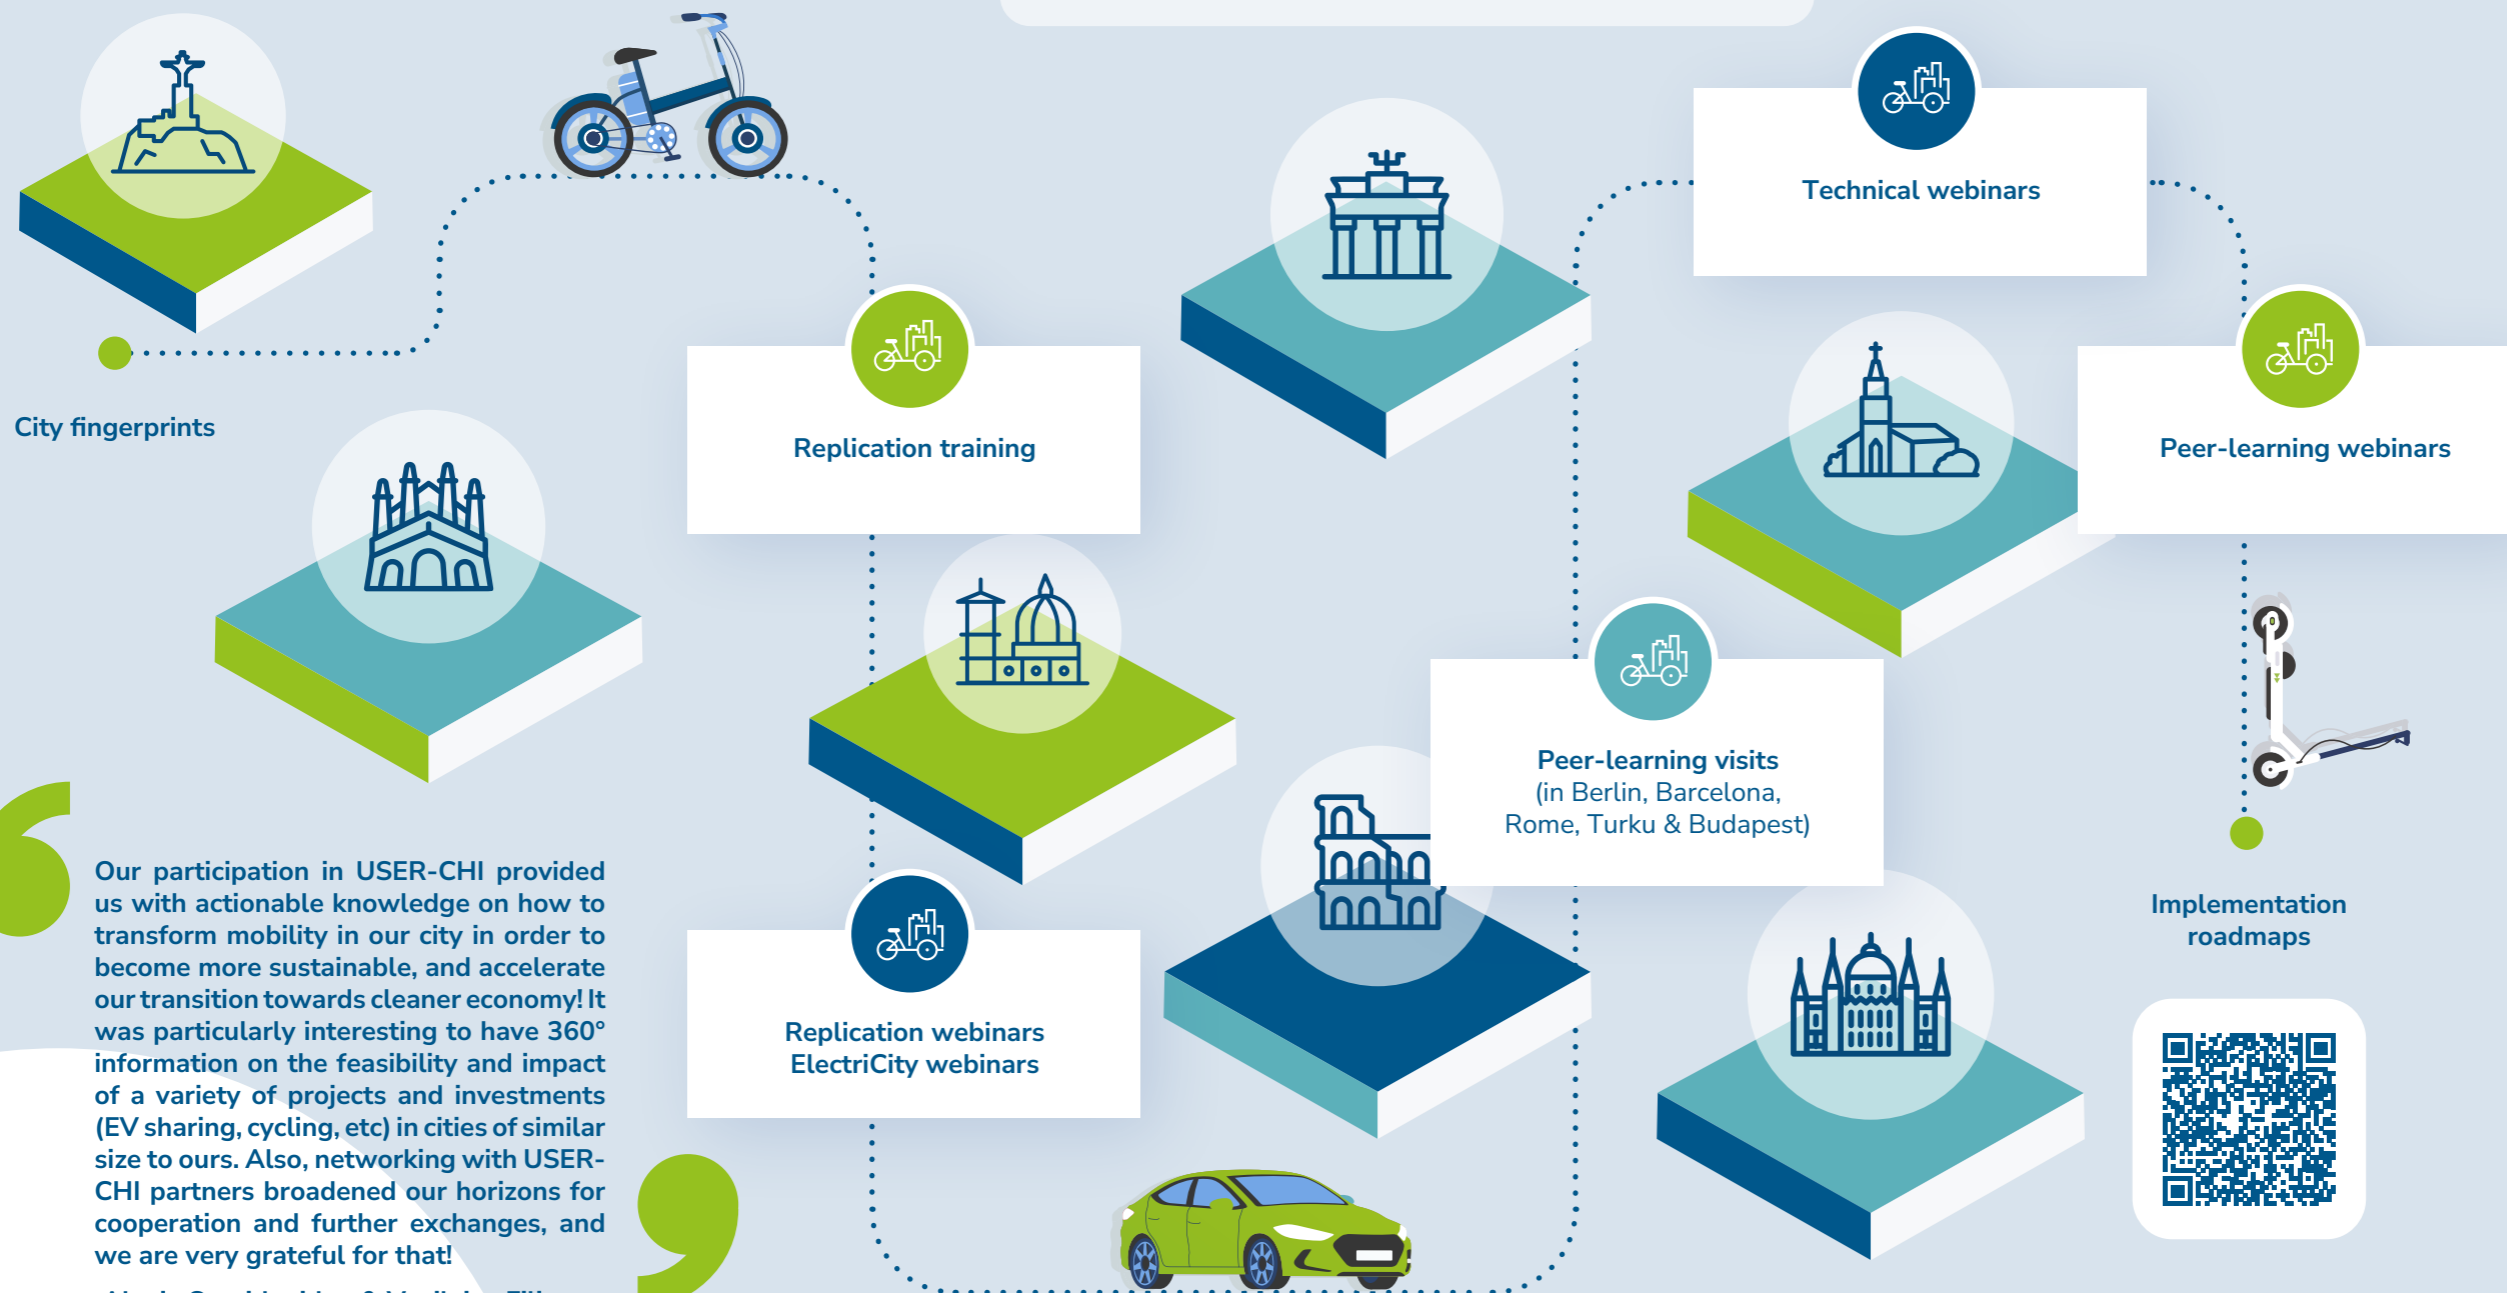 City fingerprints
Replication training
Replication webinars
ElectriCity webinars
Peer-learning visits
(in Berlin, Barcelona,
Rome, Turku & Budapest)
Technical webinars
Peer-learning webinars
Implementation
roadmaps
Our participation in USER-CHI provided
us with actionable knowledge on how to
transform mobility in our city in order to
become more sustainable, and accelerate
our transition towards cleaner economy! It
was particularly interesting to have 360°
information on the feasibility and impact
of a variety of projects and investments
(EV sharing, cycling, etc) in cities of similar
size to ours. Also, networking with USER-
CHI partners broadened our horizons for
cooperation and further exchanges, and
we are very grateful for that!